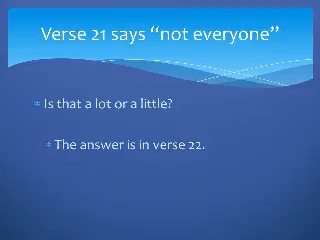 Verse 21 says “not everyone”
Is that a lot or a little?
The answer is in verse 22.